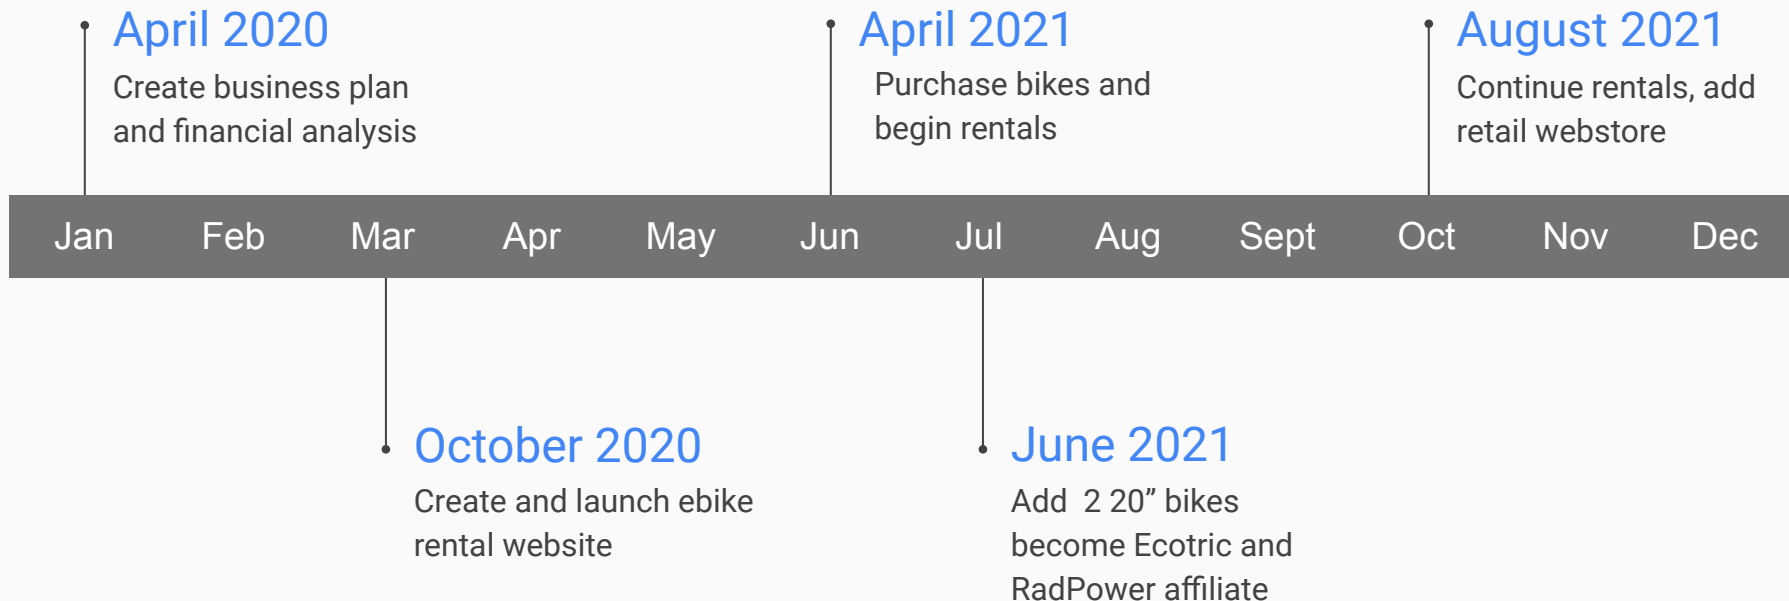 April 2020
Create business plan
and financial analysis
April 2021
Purchase bikes and
begin rentals
August 2021
Continue rentals, add
retail webstore
Jan Feb Mar Apr May Jun Jul Aug Sept Oct Nov Dec
October 2020
Create and launch ebike
rental website
June 2021
Add  2 20” bikes
become Ecotric and
RadPower affiliate